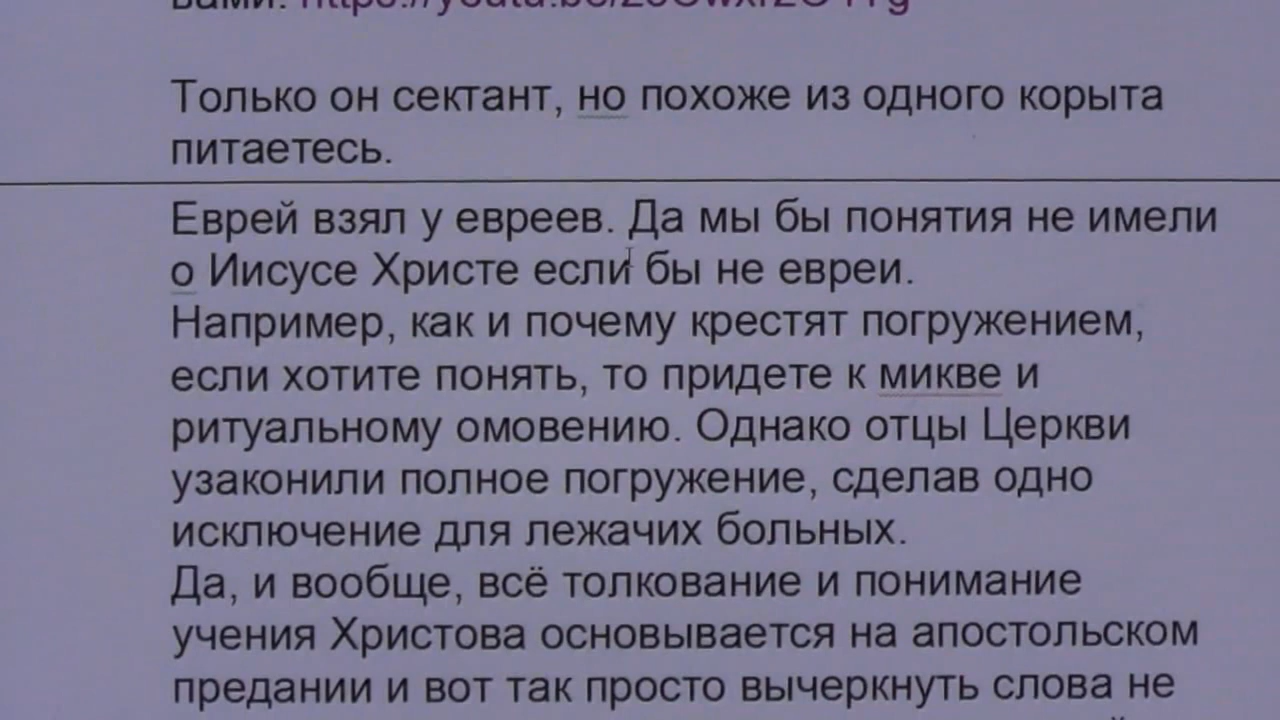 вами.
Только он сектант, но похоже из одного корыта
питаетесь.
Еврей взял у евреев. Да мы бы понятия не имели
о Иисусе Христе если бы не евреи.
Например, как и почему крестят погружением,
если хотите понять, то придете к микве и
ритуальному омовению. Однако отцы Церкви
узаконили полное погружение, сделав одно
исключение для лежачих больных.
Да, и вообще, всё толкование и понимание
учения Христова основывается на апостольском
предании и вот так просто вычеркнуть слова не